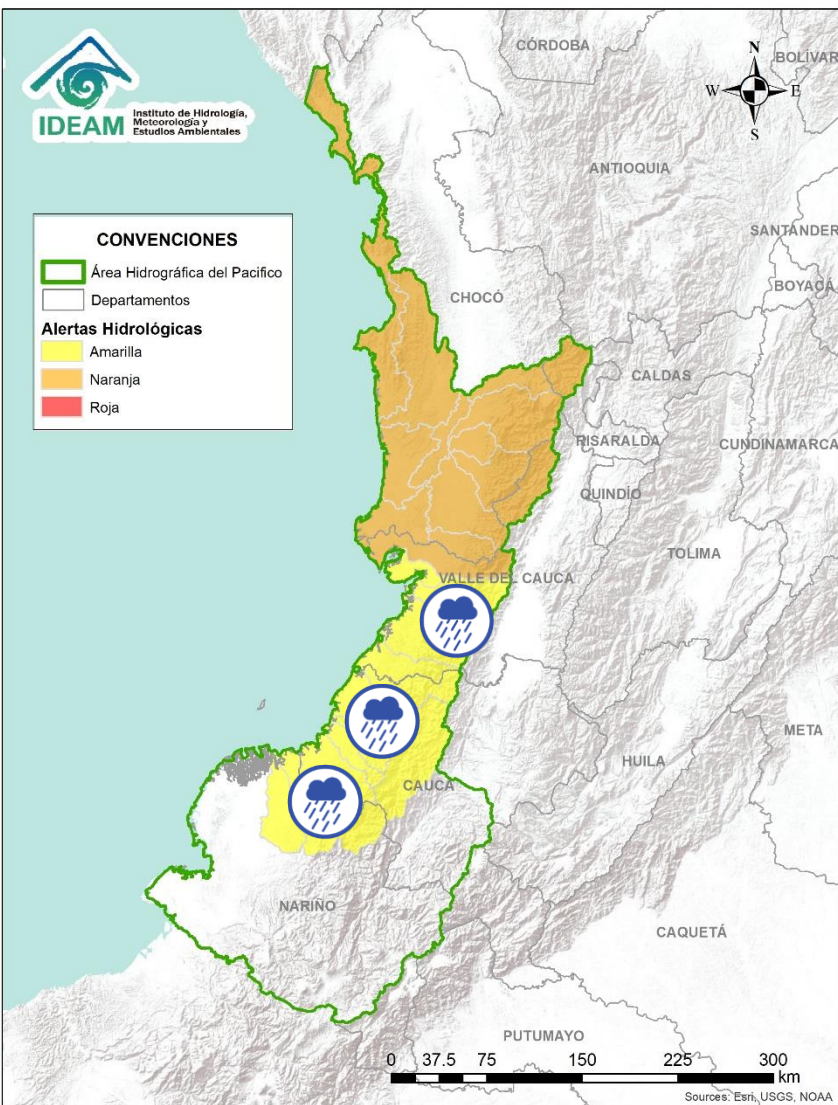 IDEAM
Instituto de Hidrología,
Meteorología y
Estudios Ambientales
N
W
E
S
CÓRDOBA
BOLÍVAR
ANTIOQUIA
SANTANDER
BOYACÁ
CHOCÓ
CALDAS
RISARALDA
CUNDINAMARCA
QUINDÍO
TOLIMA
VALLE DEL CAUCA
META
HUILA
CAUCA
NARIÑO
CAQUETÁ
PUTUMAYO
CONVENCIONES
Área Hidrográfica del Pacifico
Departamentos
Alertas Hidrológicas
Amarilla
Naranja
Roja
0 37.5 75 150 225 300
km
Sources: Esri, USGS, NOAA